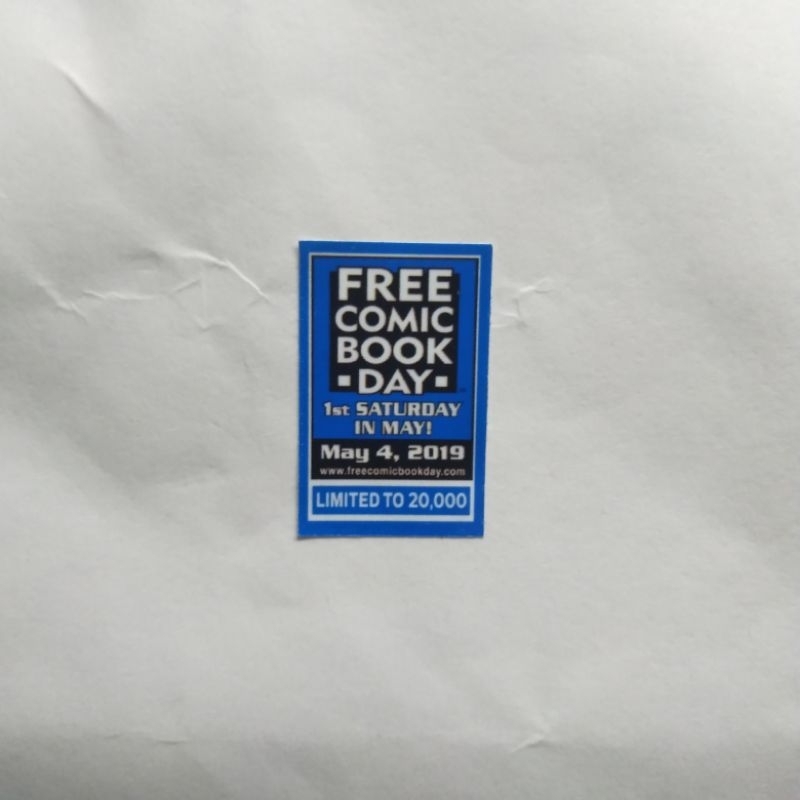 FREE
COMIC
BOOK
▪DAY▪
1st SATURDAY
IN MAY!
May 4, 2019
www.freecomicbookday.com
LIMITED TO 20,000